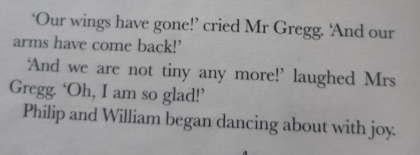 ‘Our wings have gone!’ cried Mr Gregg. ‘And our
arms have come back!’
‘And we are not tiny any more!’ laughed Mrs
Gregg. ‘Oh, I am so glad!’
Philip and William began dancing about with joy.